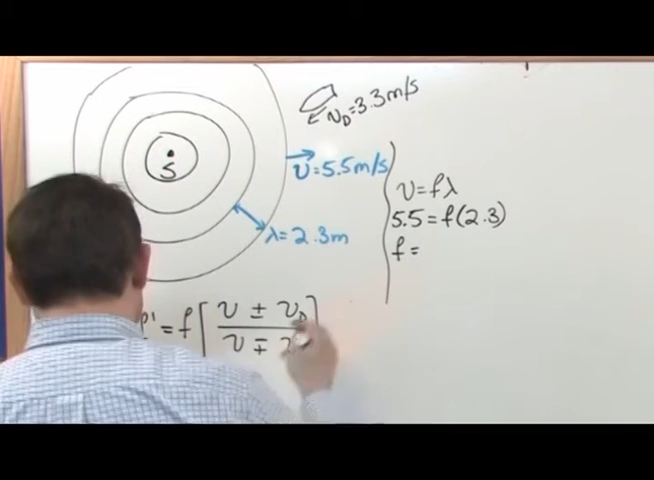 S
v_D=3.3m/s
v=5.5m/s
λ=2.3m
v=fλ
5.5=f(2.3)
f=
f'=f[v ± v_D
v ∓